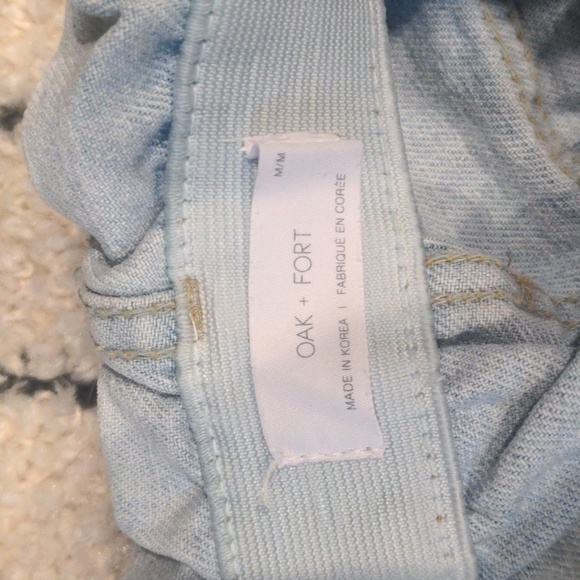 M/M
OAK + FORT
MADE IN KOREA | FABRIQUÉ EN CORÉE